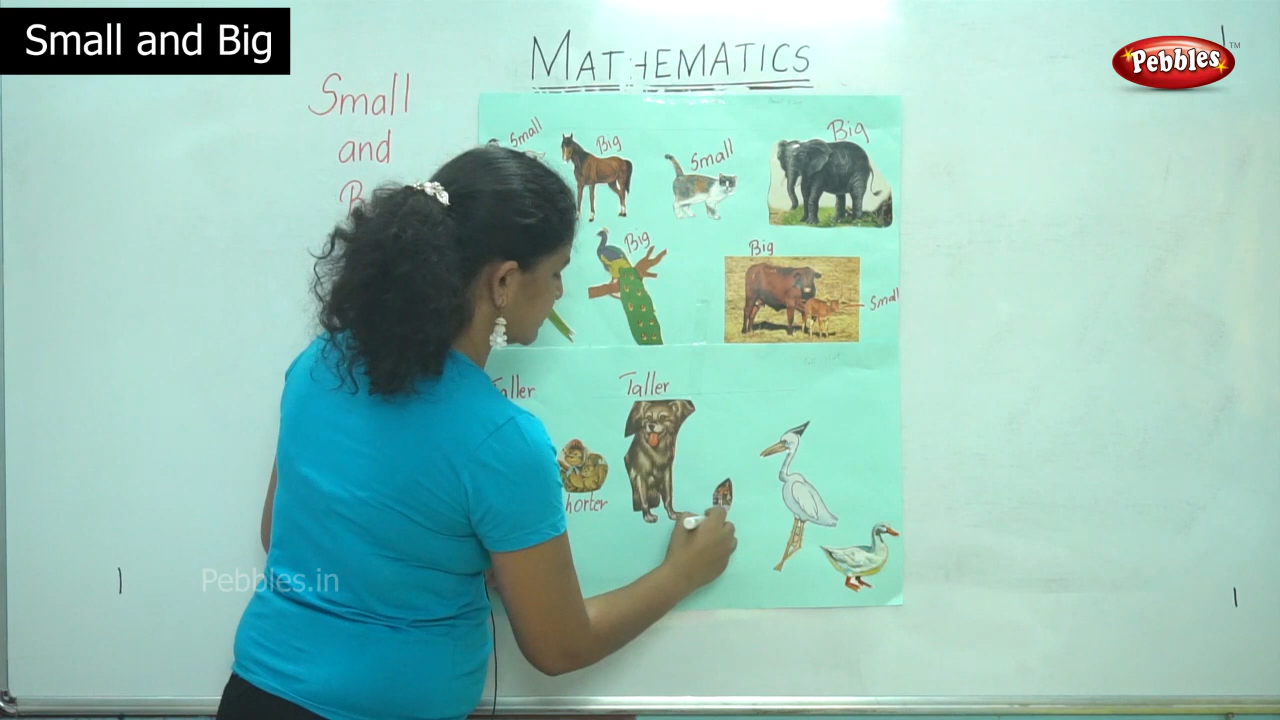 Small and Big
Pebbles
TM
MATHEMATICS
Small
and
Small
Big
Small
Big
Big
Big
Small
Taller
Taller
horter
Pebbles.in